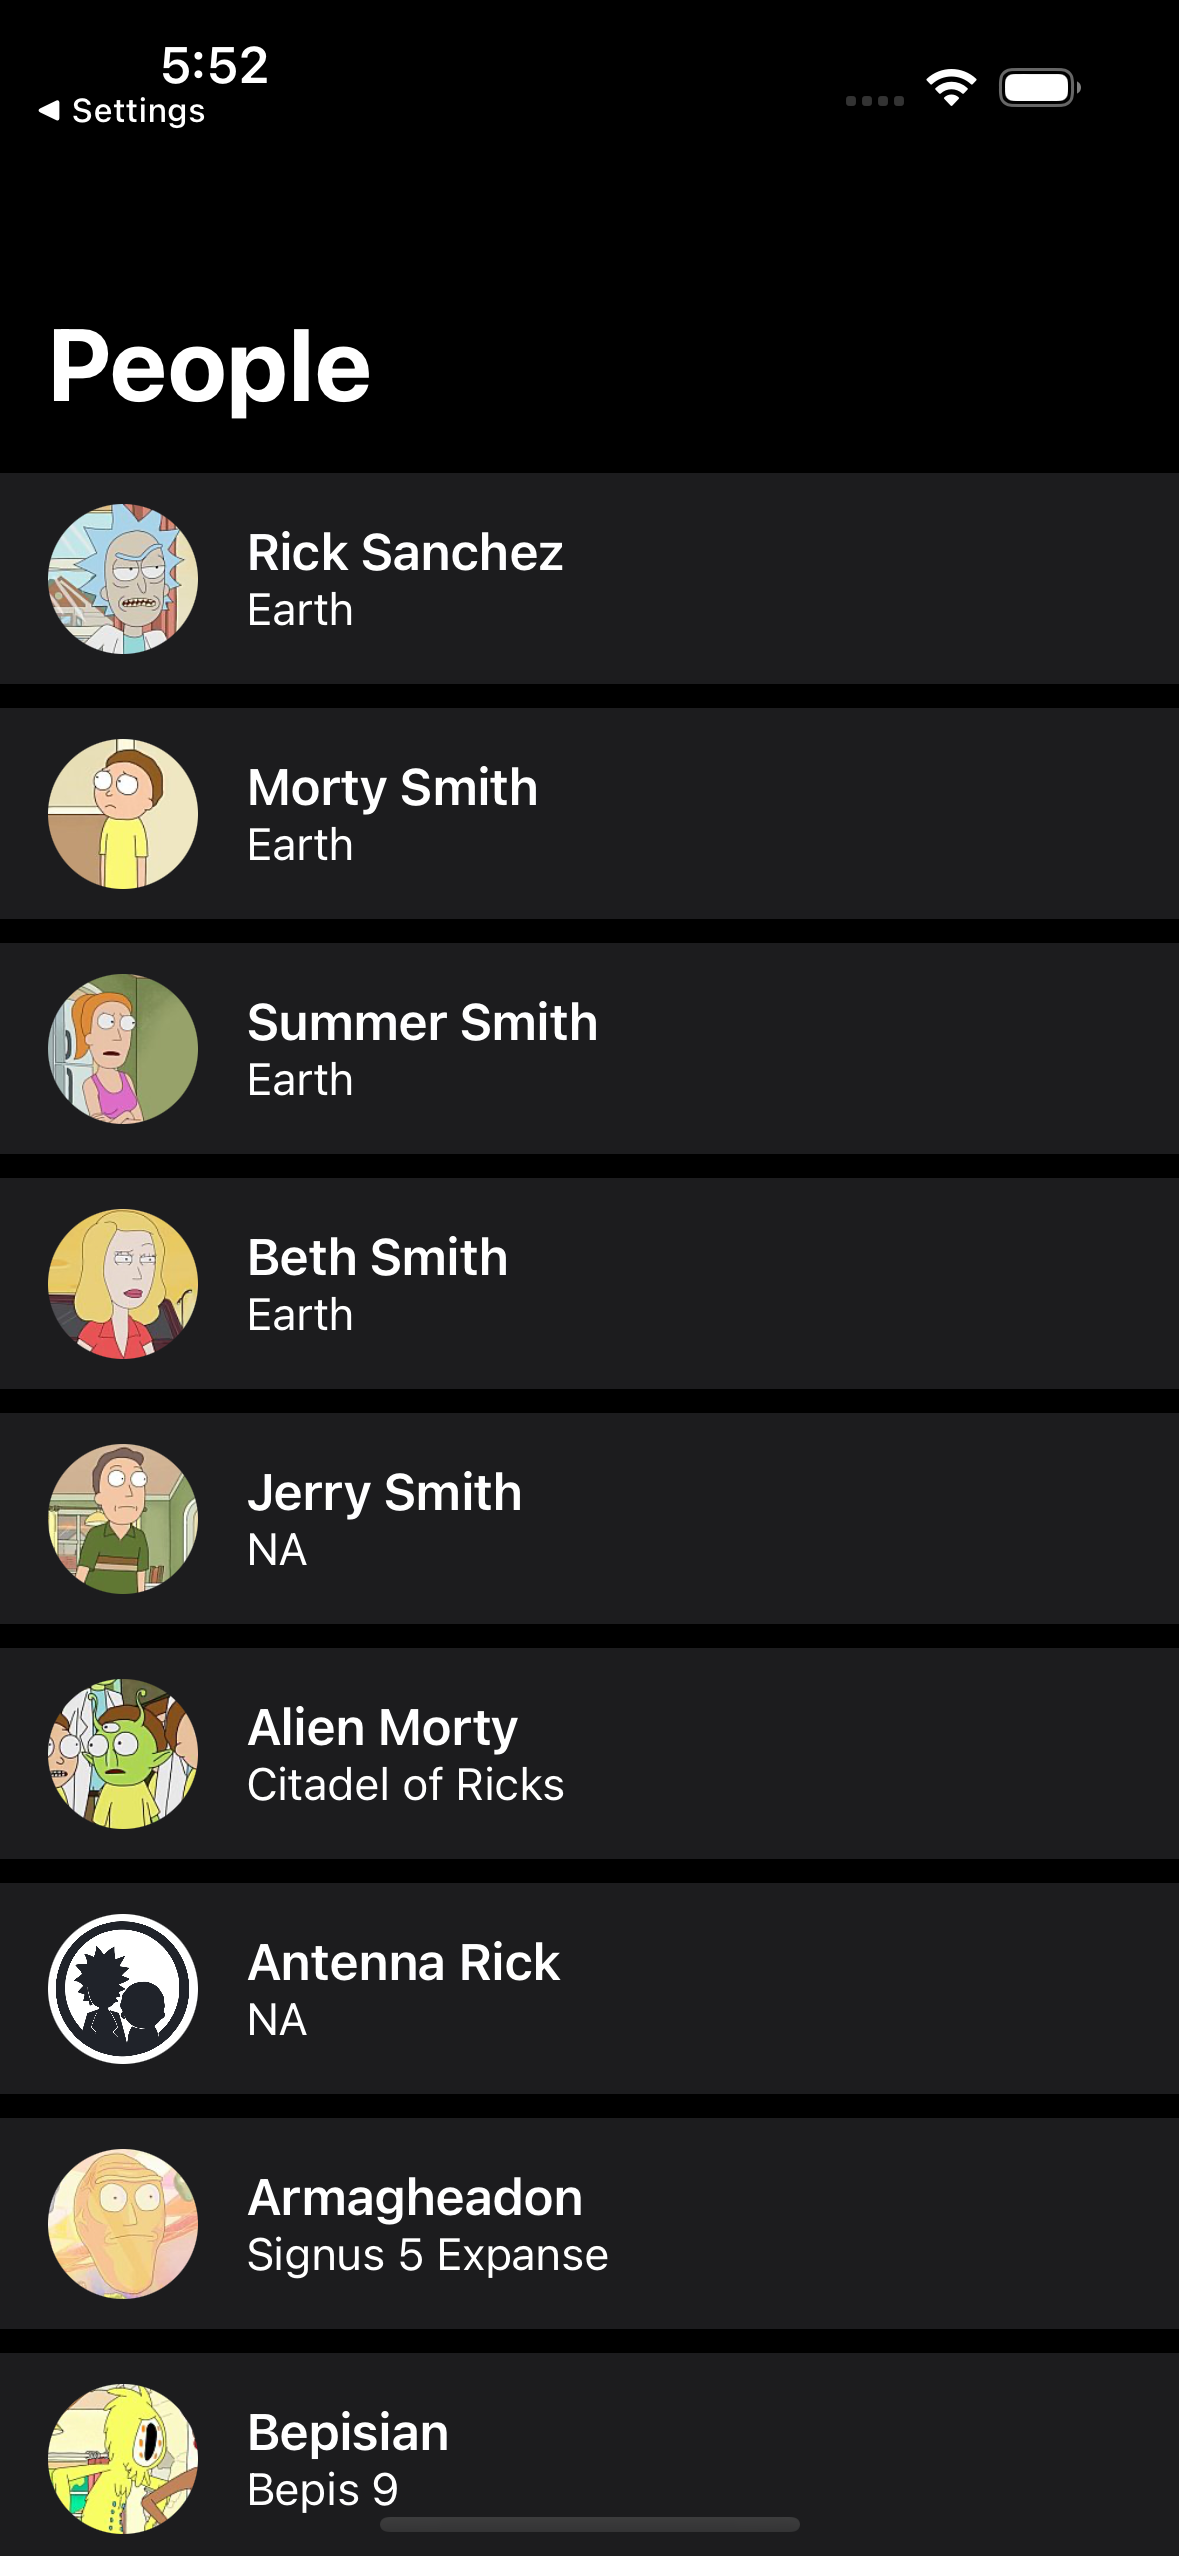 5:52
◀ Settings
People
Rick Sanchez
Earth
Morty Smith
Earth
Summer Smith
Earth
Beth Smith
Earth
Jerry Smith
NA
Alien Morty
Citadel of Ricks
Antenna Rick
NA
Armagheadon
Signus 5 Expanse
Bepisian
Bepis 9